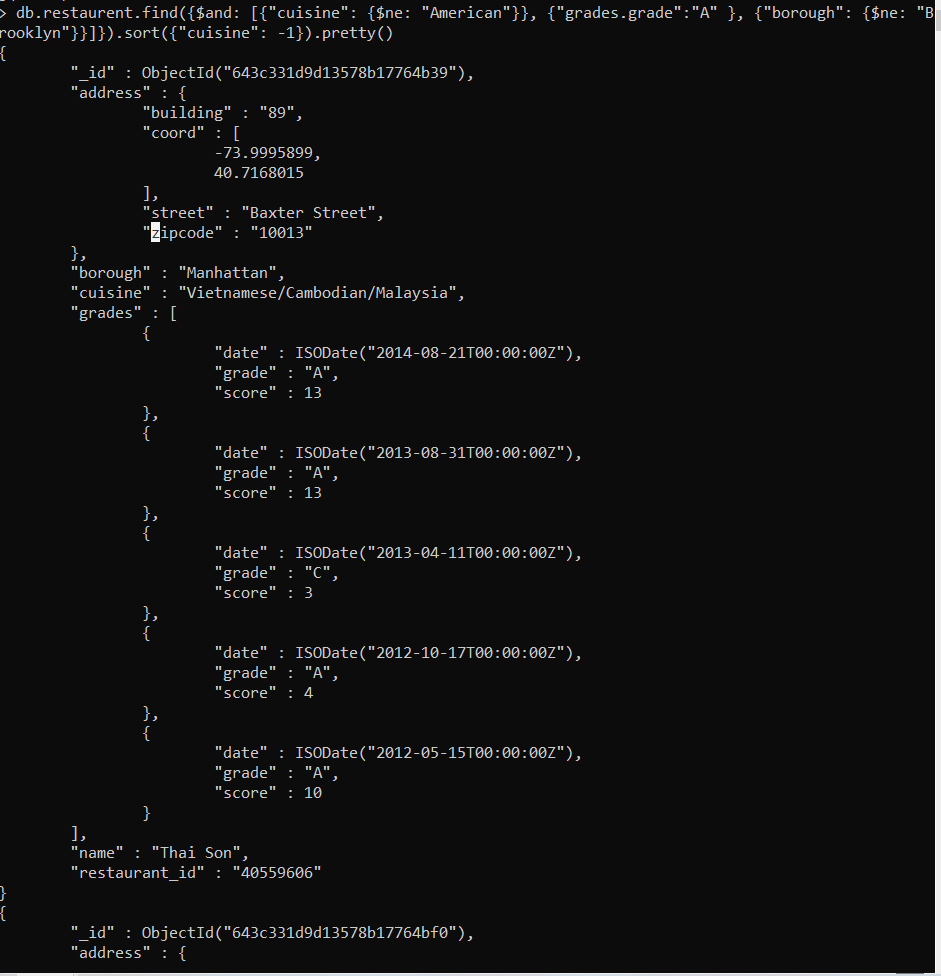 > db.restaurent.find({$and: [{"cuisine": {$ne: "American"}}, {"grades.grade":"A" }, {"borough": {$ne: "B
rooklyn"}}]}).sort({"cuisine": -1}).pretty()
{
        "_id" : ObjectId("643c331d9d13578b17764b39"),
        "address" : {
                "building" : "89",
                "coord" : [
                        -73.9995899,
                        40.7168015
                ],
                "street" : "Baxter Street",
                "zipcode" : "10013"
        },
        "borough" : "Manhattan",
        "cuisine" : "Vietnamese/Cambodian/Malaysia",
        "grades" : [
                {
                        "date" : ISODate("2014-08-21T00:00:00Z"),
                        "grade" : "A",
                        "score" : 13
                },
                {
                        "date" : ISODate("2013-08-31T00:00:00Z"),
                        "grade" : "A",
                        "score" : 13
                },
                {
                        "date" : ISODate("2013-04-11T00:00:00Z"),
                        "grade" : "C",
                        "score" : 3
                },
                {
                        "date" : ISODate("2012-10-17T00:00:00Z"),
                        "grade" : "A",
                        "score" : 4
                },
                {
                        "date" : ISODate("2012-05-15T00:00:00Z"),
                        "grade" : "A",
                        "score" : 10
                }
        ],
        "name" : "Thai Son",
        "restaurant_id" : "40559606"
}
{
        "_id" : ObjectId("643c331d9d13578b17764bf0"),
        "address" : {